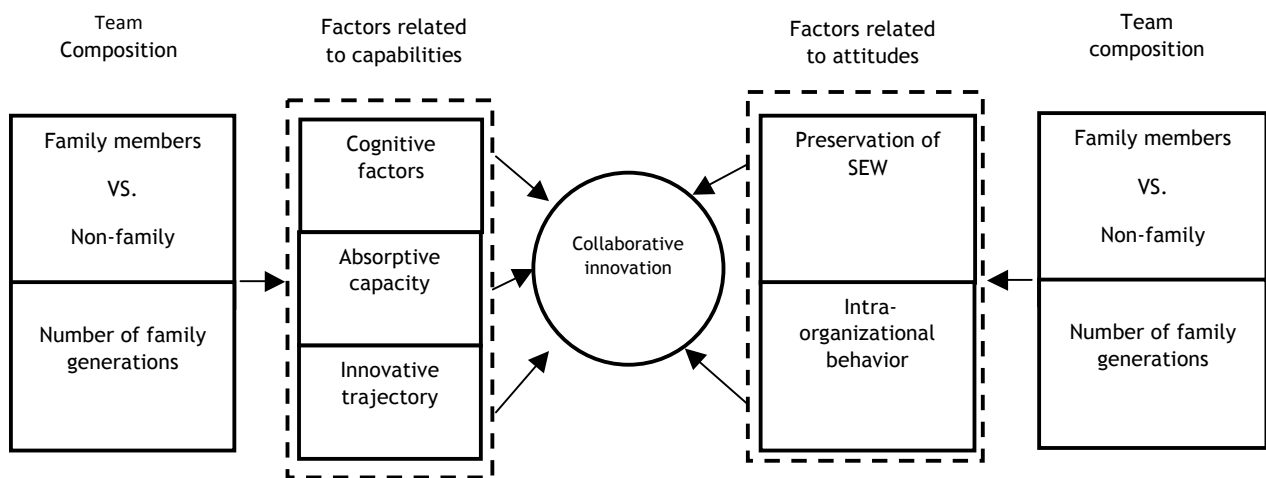 Team
Composition
Family members
VS.
Non-family
Number of family
generations
Factors related
to capabilities
Cognitive
factors
Absorptive
capacity
Innovative
trajectory
Collaborative
innovation
Factors related
to attitudes
Preservation of
SEW
Intra-
organizational
behavior
Team
composition
Family members
VS.
Non-family
Number of family
generations